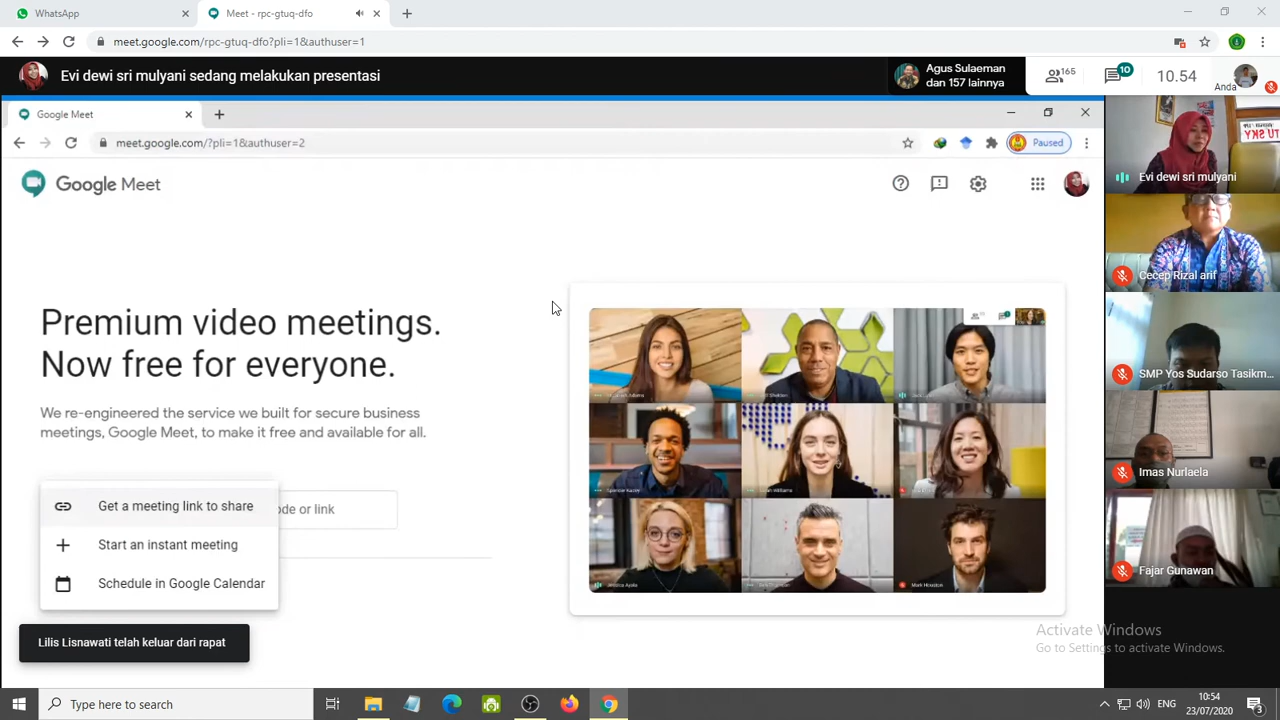 WhatsApp
Meet - rpc-gtuq-dfo
meet.google.com/rpc-gtuq-dfo?pli=1&authuser=1
Evi dewi sri mulyani sedang melakukan presentasi
Agus Sulaeman
dan 157 lainnya
165
10
10.54
Anda
Google Meet
meet.google.com/?pli=1&authuser=2
Paused
Google Meet
Premium video meetings.
Now free for everyone.
We re-engineered the service we built for secure business
meetings, Google Meet, to make it free and available for all.
Get a meeting link to share
ode or link
Start an instant meeting
Schedule in Google Calendar
Lilis Lisnawati telah keluar dari rapat
Evi dewi sri mulyani
Cecep Rizal arif
SMP Yos Sudarso Tasikm...
Imas Nurlaela
Fajar Gunawan
Activate Windows
Go to Settings to activate Windows.
Type here to search
ENG
10:54
23/07/2020
3